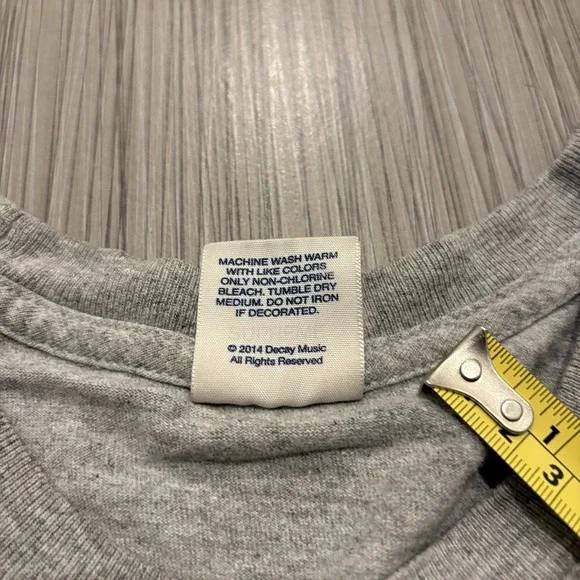 MACHINE WASH WARM
WITH LIKE COLORS
ONLY NON-CHLORINE
BLEACH. TUMBLE DRY
MEDIUM. DO NOT IRON
IF DECORATED.
© 2014 Decay Music
All Rights Reserved
1
2
3